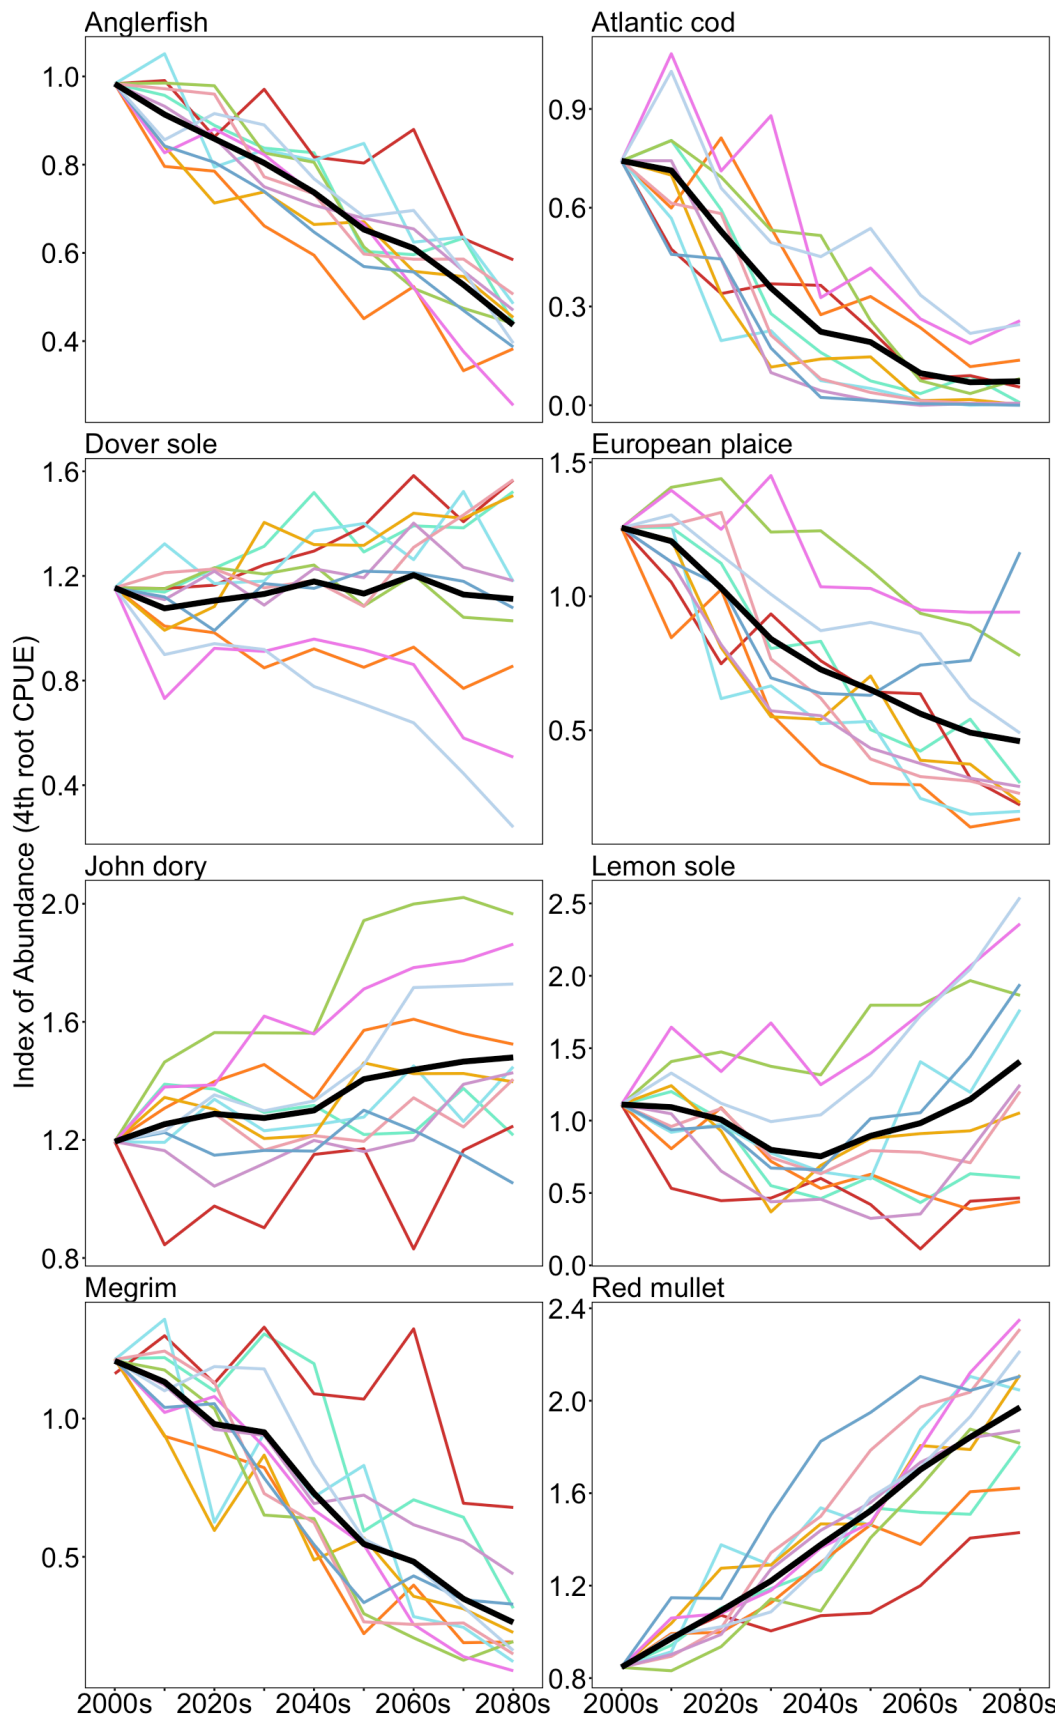 Anglerfish
1.0
0.8
0.6
0.4
Atlantic cod
0.9
0.6
0.3
0.0
Dover sole
1.6
1.2
0.8
0.4
European plaice
1.5
1.0
0.5
Index of Abundance (4th root CPUE)
John dory
2.0
1.6
1.2
0.8
Lemon sole
2.5
2.0
1.5
1.0
0.5
0.0
Megrim
1.0
0.5
2000s 2020s 2040s 2060s 2080s
Red mullet
2.4
2.0
1.6
1.2
0.8
2000s 2020s 2040s 2060s 2080s